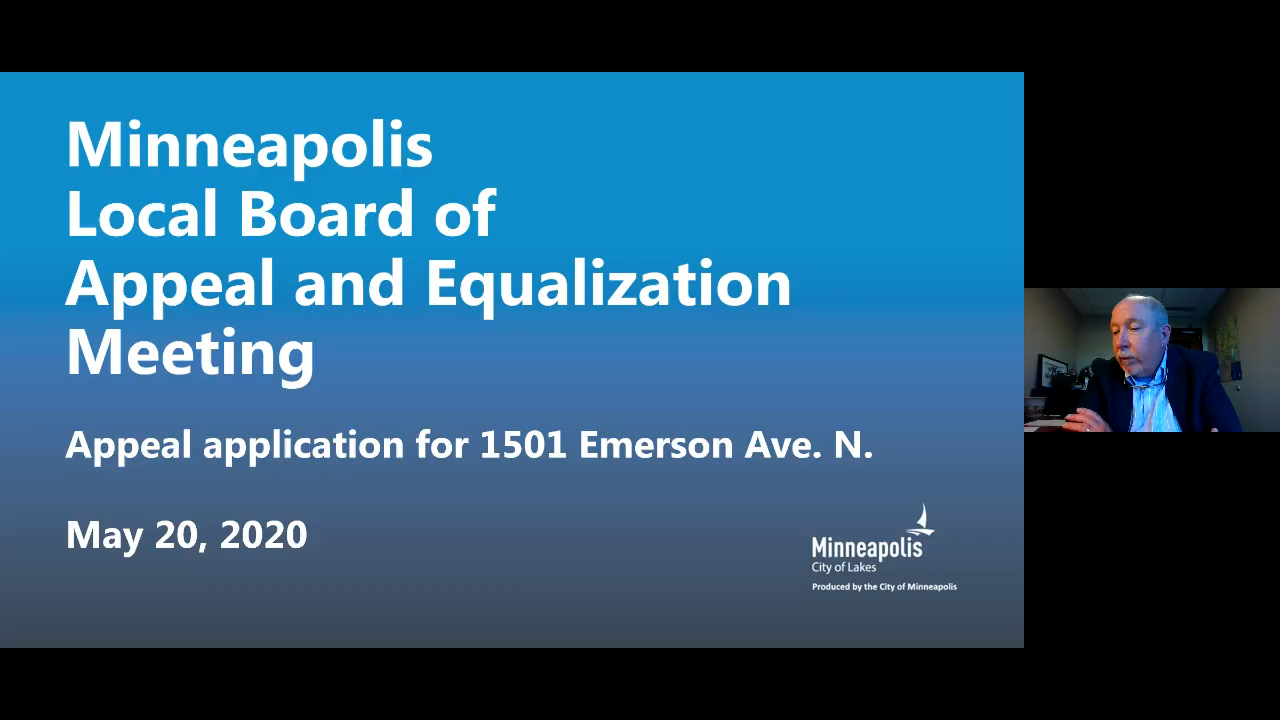 Minneapolis
Local Board of
Appeal and Equalization
Meeting
Appeal application for 1501 Emerson Ave. N.
May 20, 2020
Minneapolis
City of Lakes
Produced by the City of Minneapolis